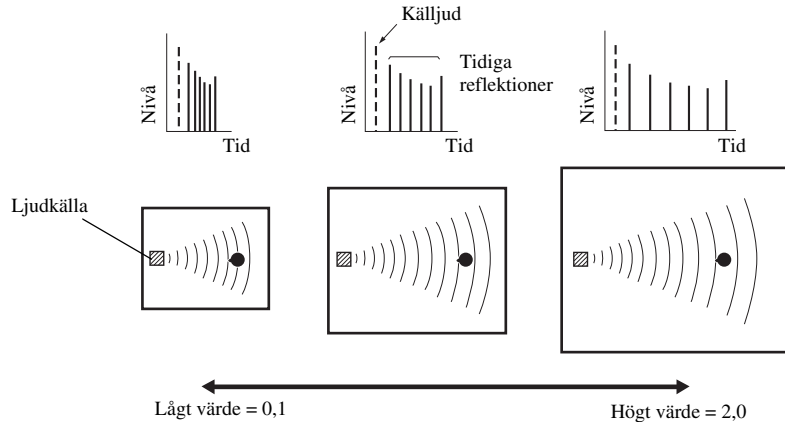 Källjud
Tidiga
reflektioner
Nivå
Tid
Nivå
Tid
Nivå
Tid
Ljudkälla
Lågt värde = 0,1
Högt värde = 2,0